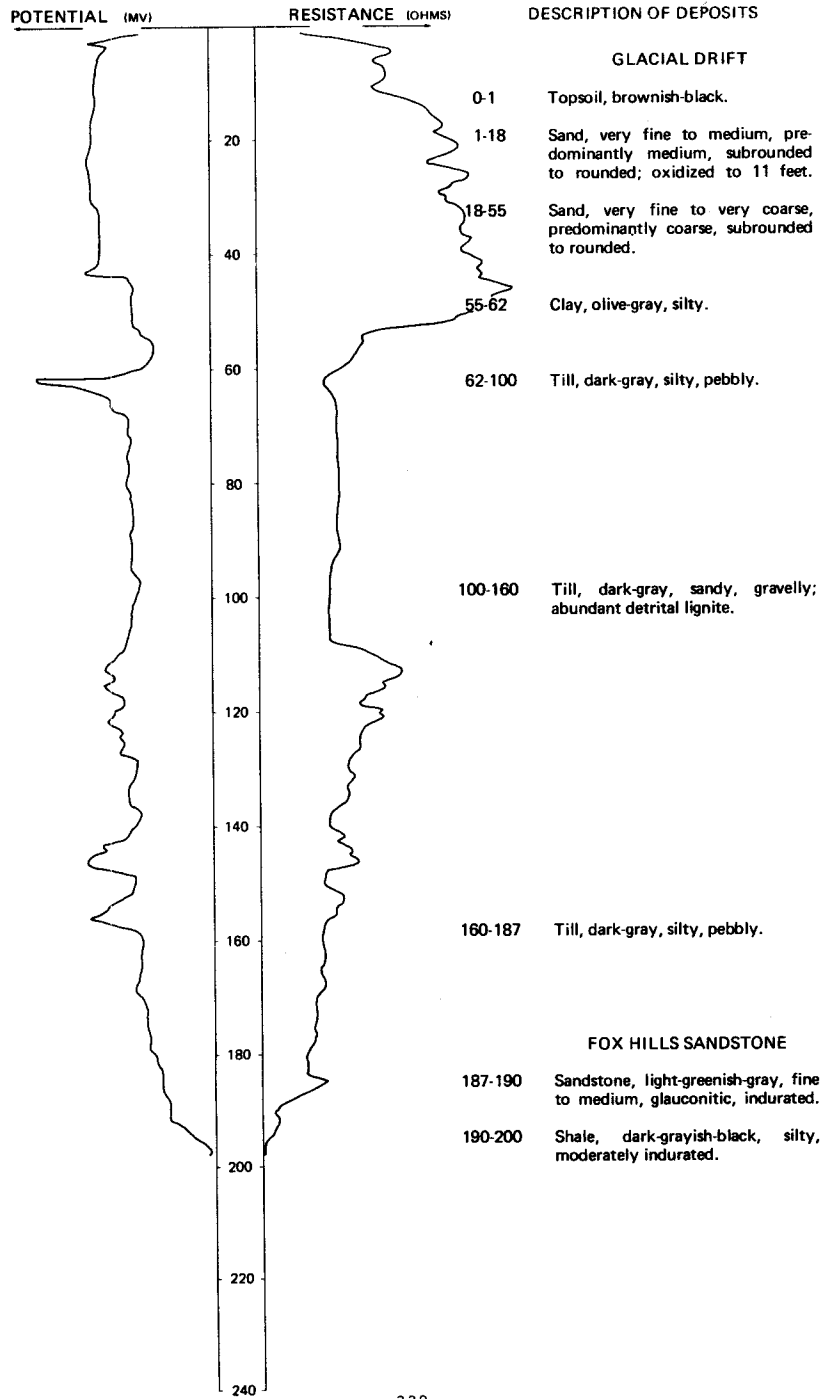 POTENTIAL (MV) RESISTANCE (OHMS) DESCRIPTION OF DEPOSITS
GLACIAL DRIFT
0-1 Topsoil, brownish-black.
1-18 Sand, very fine to medium, pre-
dominantly medium, subrounded
to rounded; oxidized to 11 feet.
18-55 Sand, very fine to very coarse,
predominantly coarse, subrounded
to rounded.
55-62 Clay, olive-gray, silty.
62-100 Till, dark-gray, silty, pebbly.
100-160 Till, dark-gray, sandy, gravelly;
abundant detrital lignite.
160-187 Till, dark-gray, silty, pebbly.
FOX HILLS SANDSTONE
187-190 Sandstone, light-greenish-gray, fine
to medium, glauconitic, indurated.
190-200 Shale, dark-grayish-black, silty,
moderately indurated.
20
40
60
80
100
120
140
160
180
200
220
240